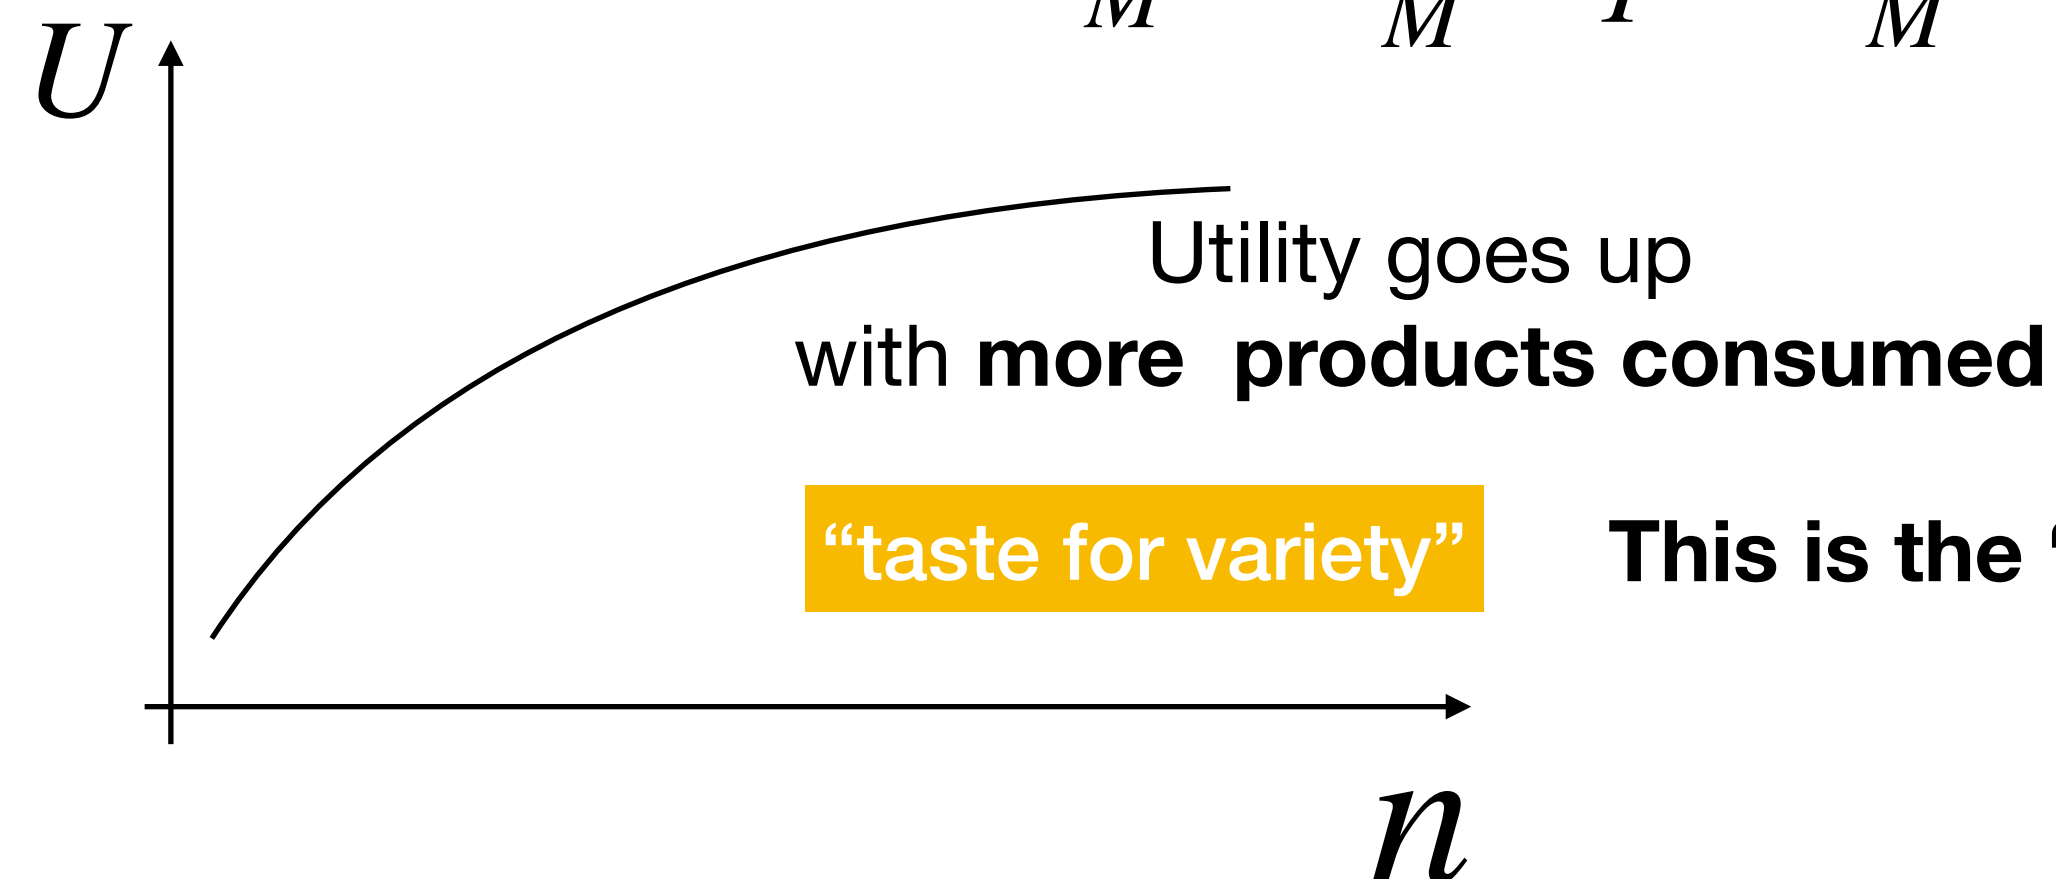 M M M
U
Utility goes up
with more products consumed
“taste for variety” This is the “
n